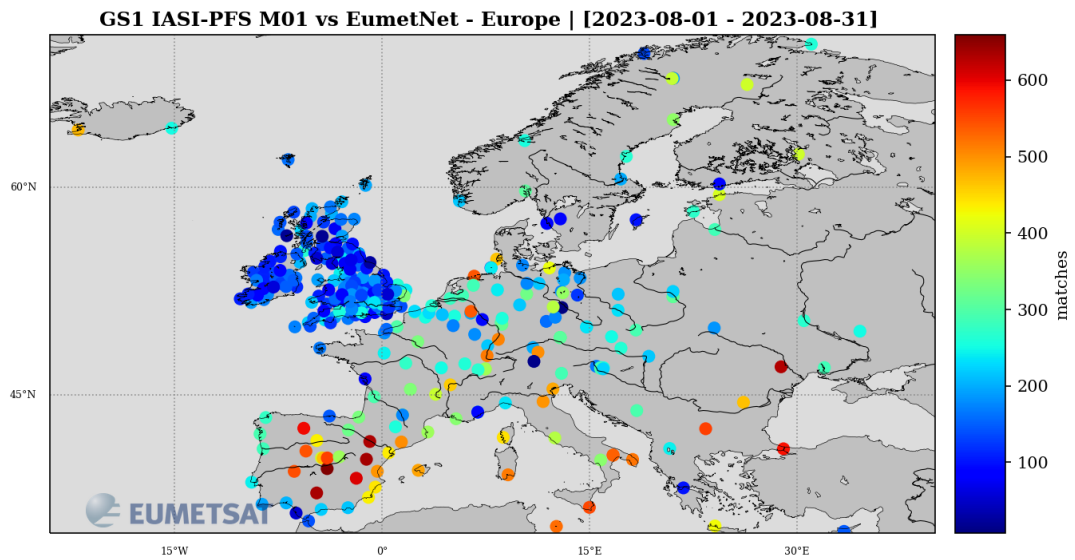 GS1 IASI-PFS M01 vs EumetNet - Europe | [2023-08-01 - 2023-08-31]
60°N
45°N
15°W
0°
15°E
30°E
600
500
400
300
200
100
matches
EUMETSAT